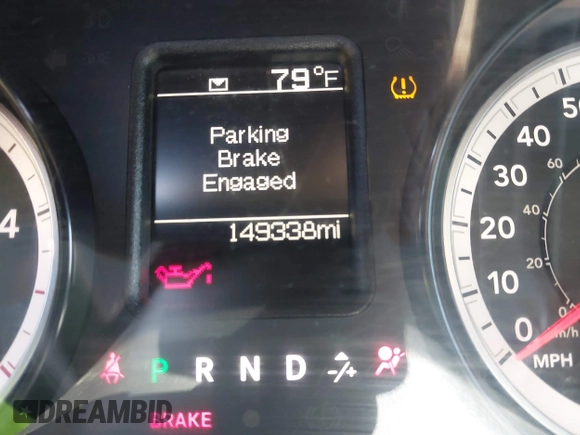 79°F
Parking
Brake
Engaged
149338mi
4
50
40
30
20
10
0
60
40
20
MPH
P R N D -/+
BRAKE
DREAMBID